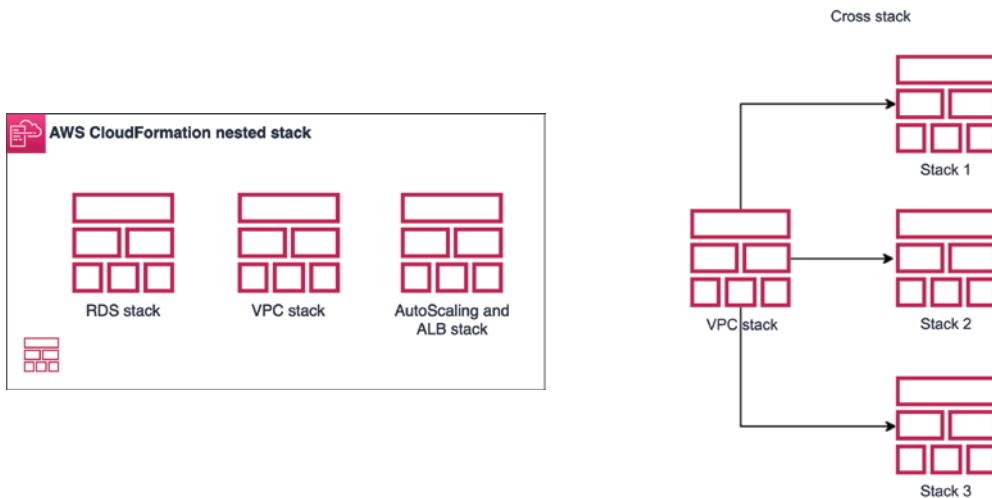 Cross stack
AWS CloudFormation nested stack
RDS stack
VPC stack
AutoScaling and
ALB stack
Stack 1
VPC stack
Stack 2
Stack 3